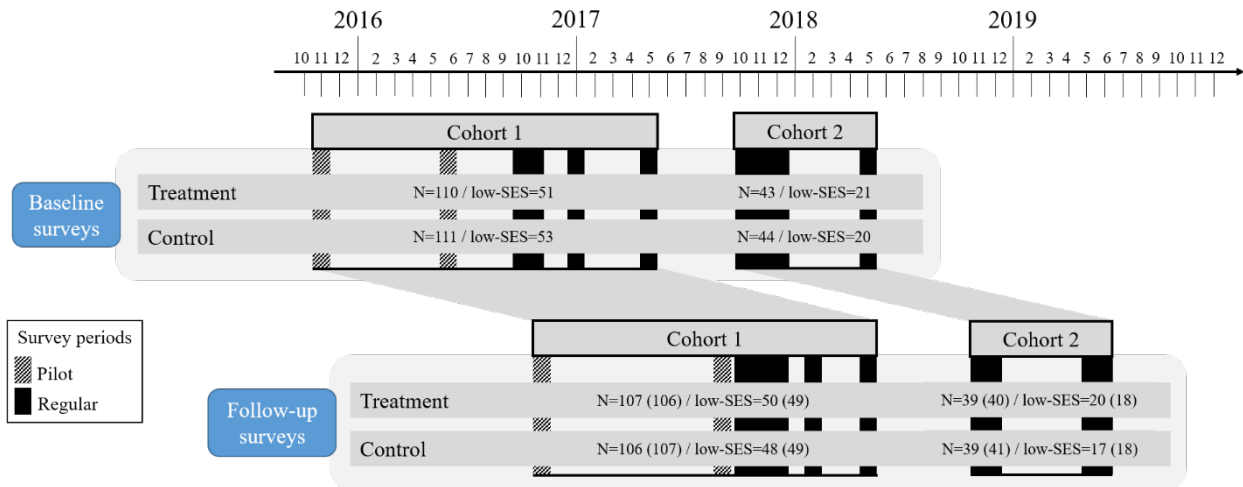 2016 2017 2018 2019
10 11 12 2 3 4 5 6 7 8 9 10 11 12 2 3 4 5 6 7 8 9 10 11 12 2 3 4 5 6 7 8 9 10 11 12 2 3 4 5 6 7 8 9 10 11 12
Cohort 1 Cohort 2
Baseline surveys
Treatment N=110 / low-SES=51 N=43 / low-SES=21
Control N=111 / low-SES=53 N=44 / low-SES=20
Survey periods
Pilot
Regular
Cohort 1 Cohort 2
Follow-up surveys
Treatment N=107 (106) / low-SES=50 (49) N=39 (40) / low-SES=20 (18)
Control N=106 (107) / low-SES=48 (49) N=39 (41) / low-SES=17 (18)